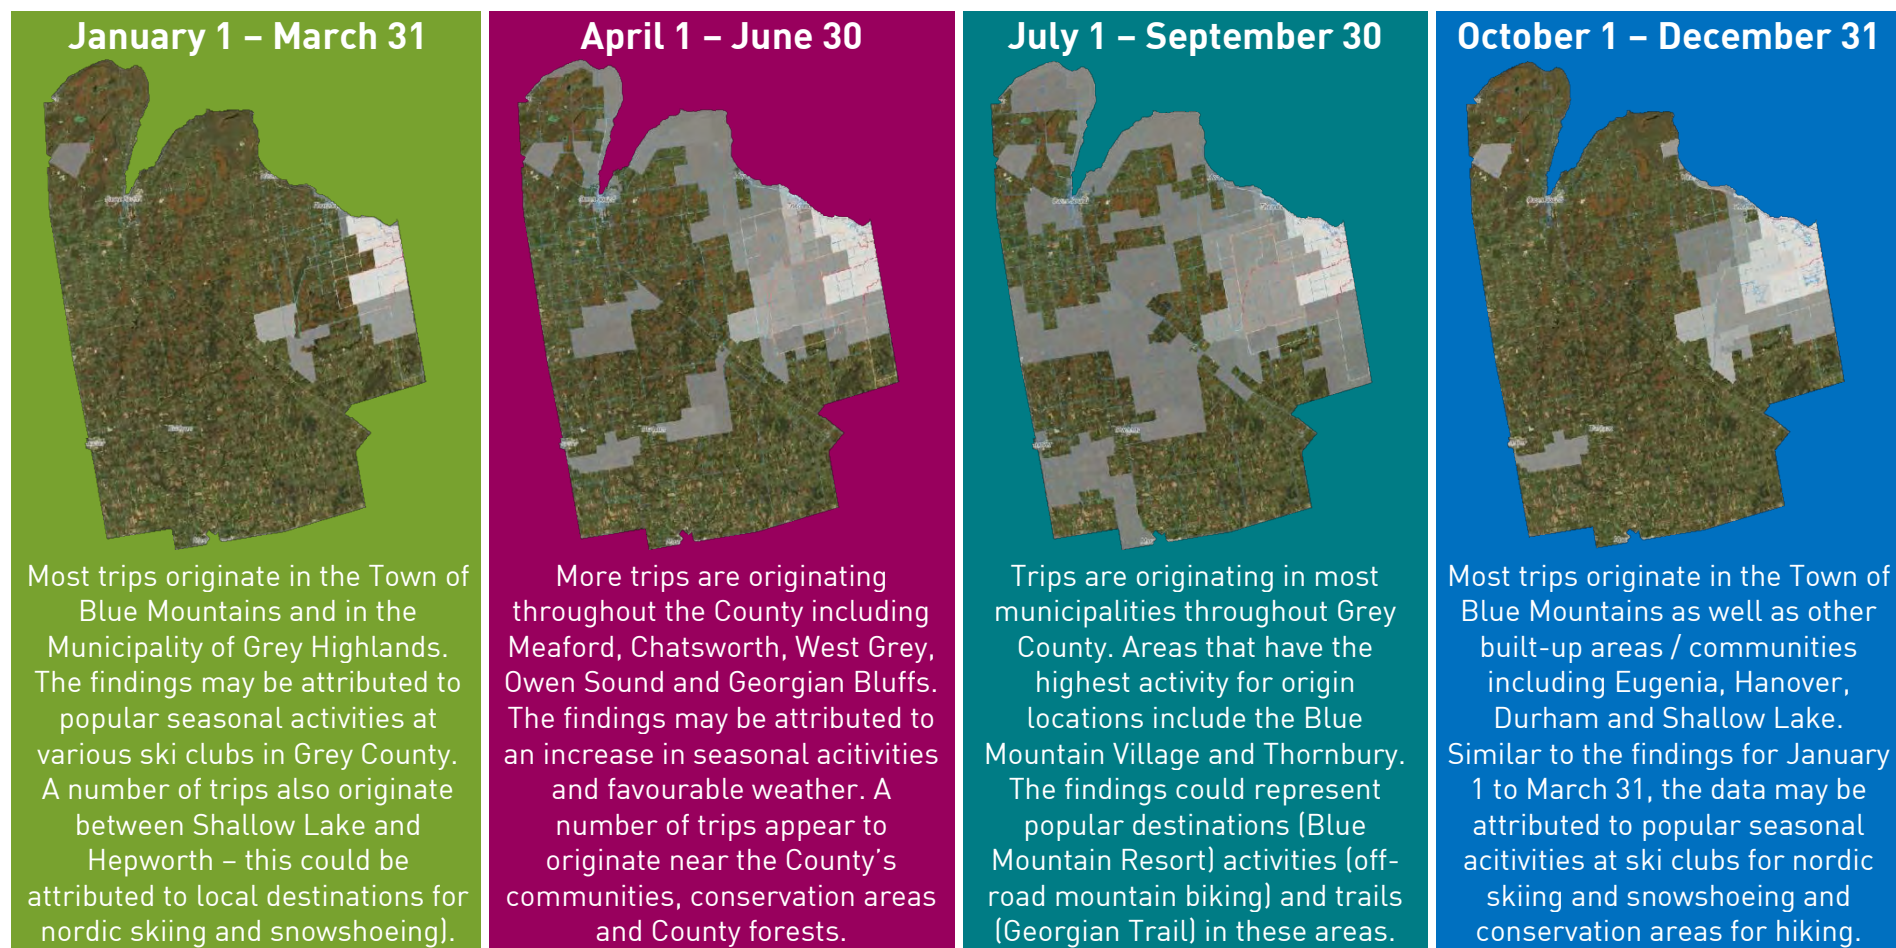 January 1 – March 31
Most trips originate in the Town of
Blue Mountains and in the
Municipality of Grey Highlands.
The findings may be attributed to
popular seasonal activities at
various ski clubs in Grey County.
A number of trips also originate
between Shallow Lake and
Hepworth – this could be
attributed to local destinations for
nordic skiing and snowshoeing).
April 1 – June 30
More trips are originating
throughout the County including
Meaford, Chatsworth, West Grey,
Owen Sound and Georgian Bluffs.
The findings may be attributed to
an increase in seasonal acitivities
and favourable weather. A
number of trips appear to
originate near the County’s
communities, conservation areas
and County forests.
July 1 – September 30
Trips are originating in most
municipalities throughout Grey
County. Areas that have the
highest activity for origin
locations include the Blue
Mountain Village and Thornbury.
The findings could represent
popular destinations (Blue
Mountain Resort) activities (off-
road mountain biking) and trails
(Georgian Trail) in these areas.
October 1 – December 31
Most trips originate in the Town of
Blue Mountains as well as other
built-up areas / communities
including Eugenia, Hanover,
Durham and Shallow Lake.
Similar to the findings for January
1 to March 31, the data may be
attributed to popular seasonal
acitivities at ski clubs for nordic
skiing and snowshoeing and
conservation areas for hiking.